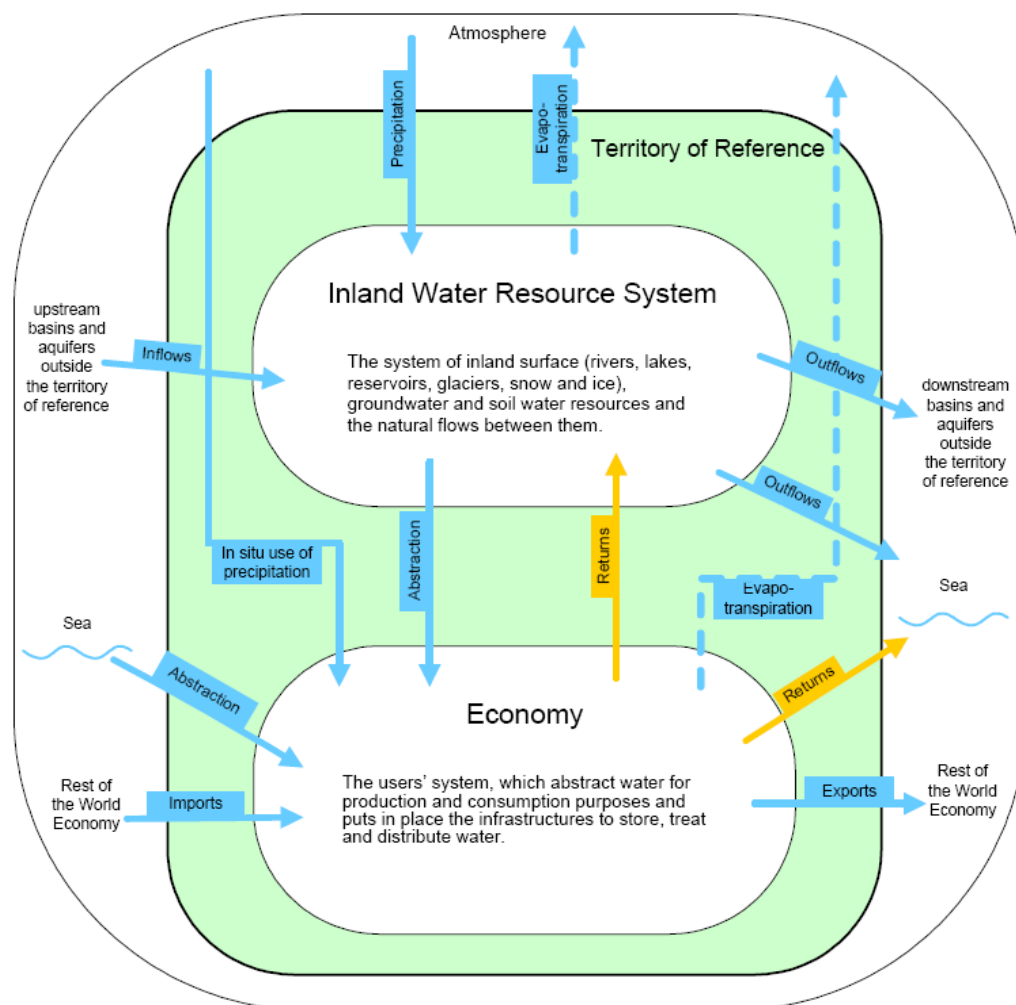 Atmosphere
Precipitation
Evapo-
transpiration
Territory of Reference
Inland Water Resource System
The system of inland surface (rivers, lakes,
reservoirs, glaciers, snow and ice),
groundwater and soil water resources and
the natural flows between them.
upstream
basins and
aquifers
outside
the territory
of reference
Inflows
Outflows
downstream
basins and
aquifers
outside
the territory
of reference
Outflows
In situ use of
precipitation
Abstraction
Returns
Evapo-
transpiration
Sea
Sea
Abstraction
Returns
Economy
The users' system, which abstract water for
production and consumption purposes and
puts in place the infrastructures to store, treat
and distribute water.
Rest of
the World
Economy
Imports
Exports
Rest of
the World
Economy